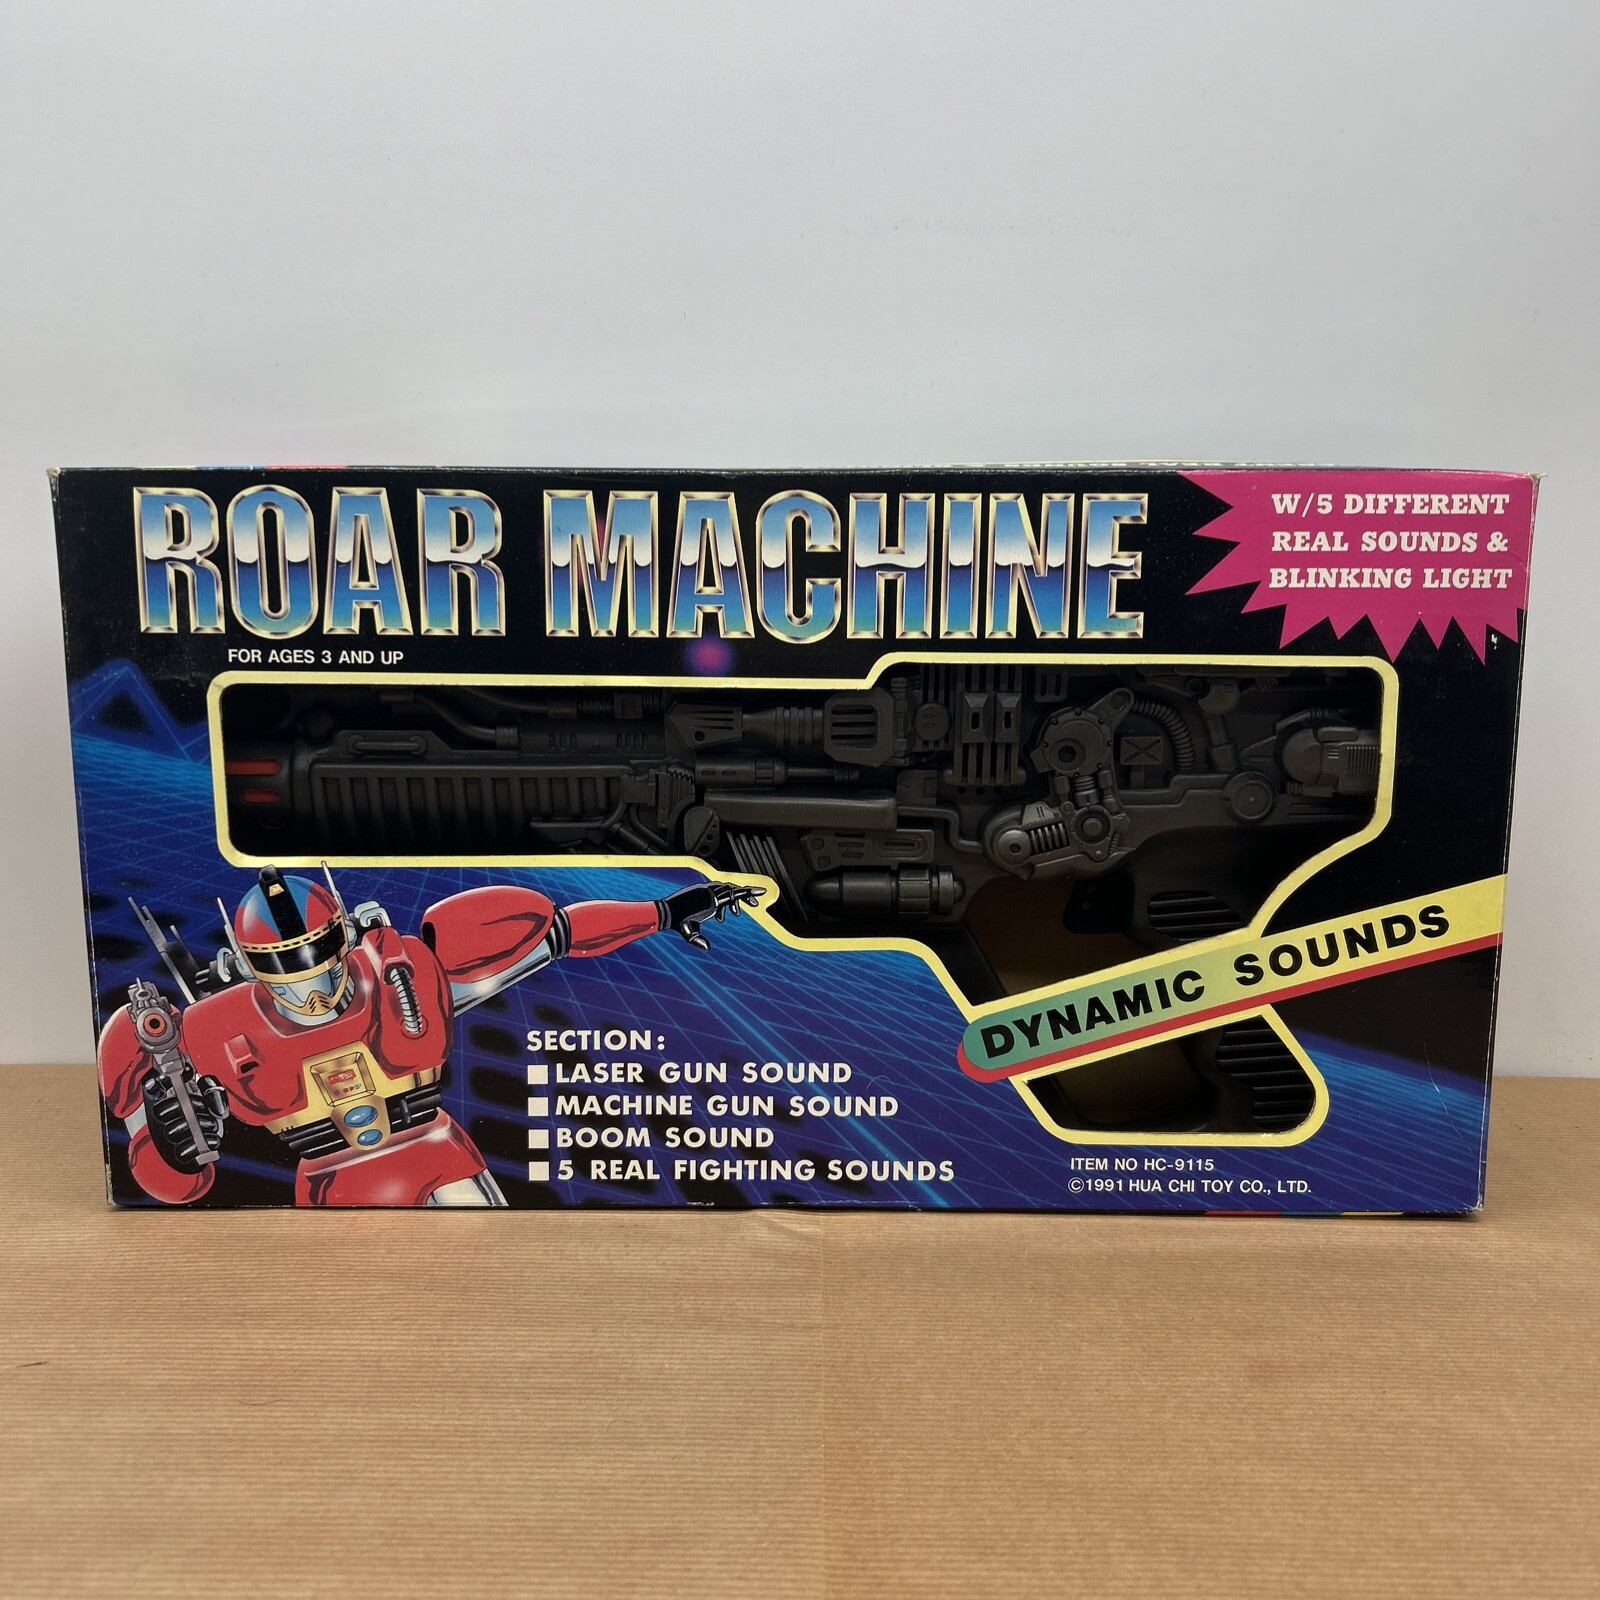 ROAR MACHINE
W/5 DIFFERENT
REAL SOUNDS &
BLINKING LIGHT
FOR AGES 3 AND UP
DYNAMIC SOUNDS
SECTION:
■ LASER GUN SOUND
■ MACHINE GUN SOUND
■ BOOM SOUND
■ 5 REAL FIGHTING SOUNDS
ITEM NO HC-9115
©1991 HUA CHI TOY CO., LTD.